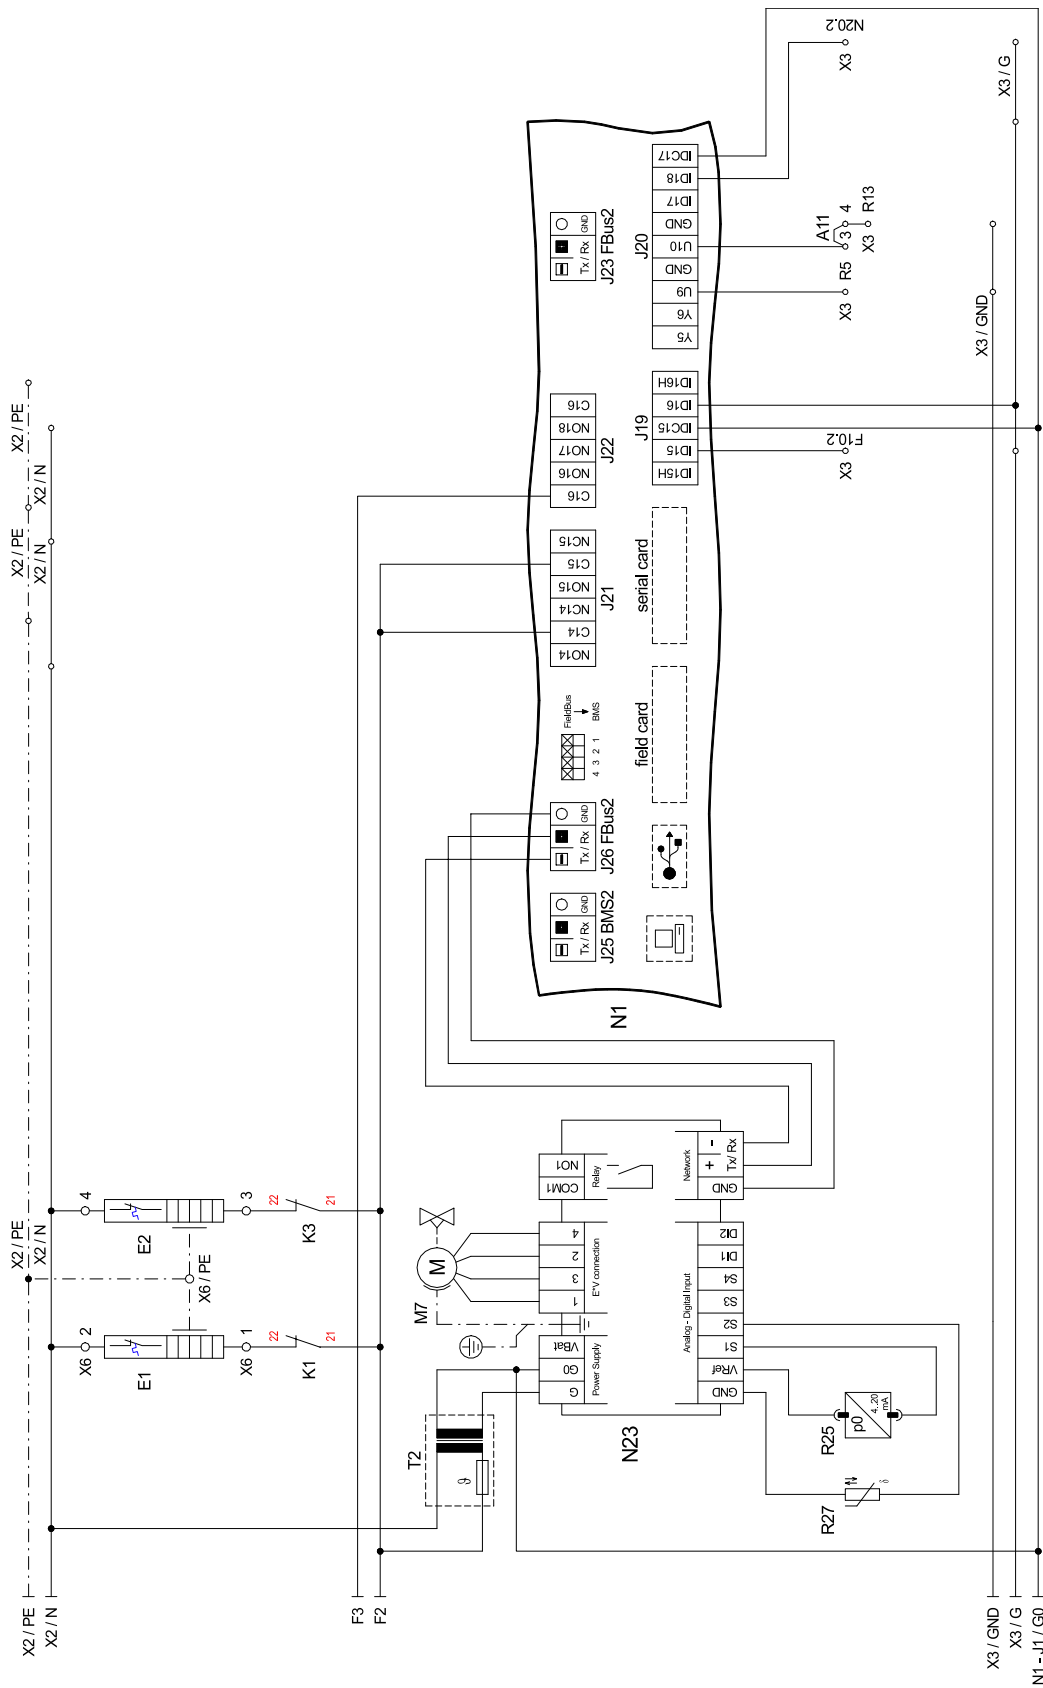 X2 / PE
X2 / N
F3
F2
X3 / GND
X3 / G
N1 - J1 / G0
X2 / PE
X2 / N
X2 / PE
X2 / N
X2 / PE
X2 / N
X6
2
E1
X6
1
22
21
K1
4
E2
3
22
21
K3
X6 / PE
T2
ϑ
M7
M
N23
G
G0
VBat
Power Supply
1
3
2
4
E*V connection
COM1
NO1
Relay
GND
VRef
S1
S2
S3
S4
DI1
DI2
Analog - Digital Input
GND
+
-
Tx/ Rx
Network
R25
p0
4..20
mA
R27
ϑ
N1
GND
Tx / Rx
J25 BMS2
GND
Tx / Rx
J26 FBus2
4 3 2 1
FieldBus
BMS
field card
serial card
NO14
C14
NC14
NO15
C15
NC15
J21
C16
NO16
NO17
NO18
C16
J22
GND
Tx / Rx
J23 FBus2
ID15H
ID15
IDC15
ID16
ID16H
J19
Y5
Y6
U9
GND
U10
GND
ID17
ID18
IDC17
J20
X3
F10.2
X3
R5
X3
3
4
A11
R13
X3
N20.2
X3 / GND
X3 / G